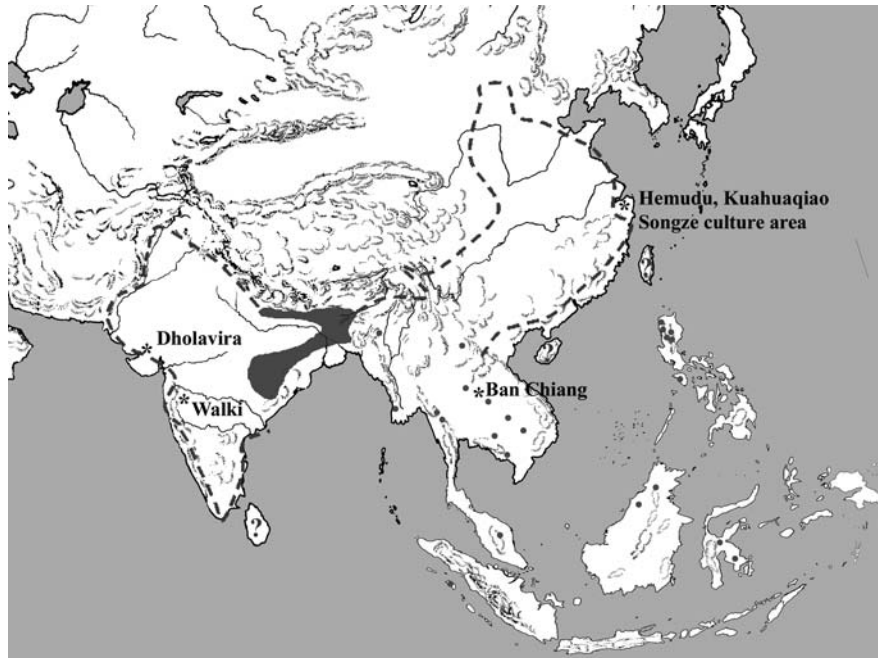 Hemudu, Kuahuaqiao
Songze culture area
* Dholavira
* Walki
*Ban Chiang
?